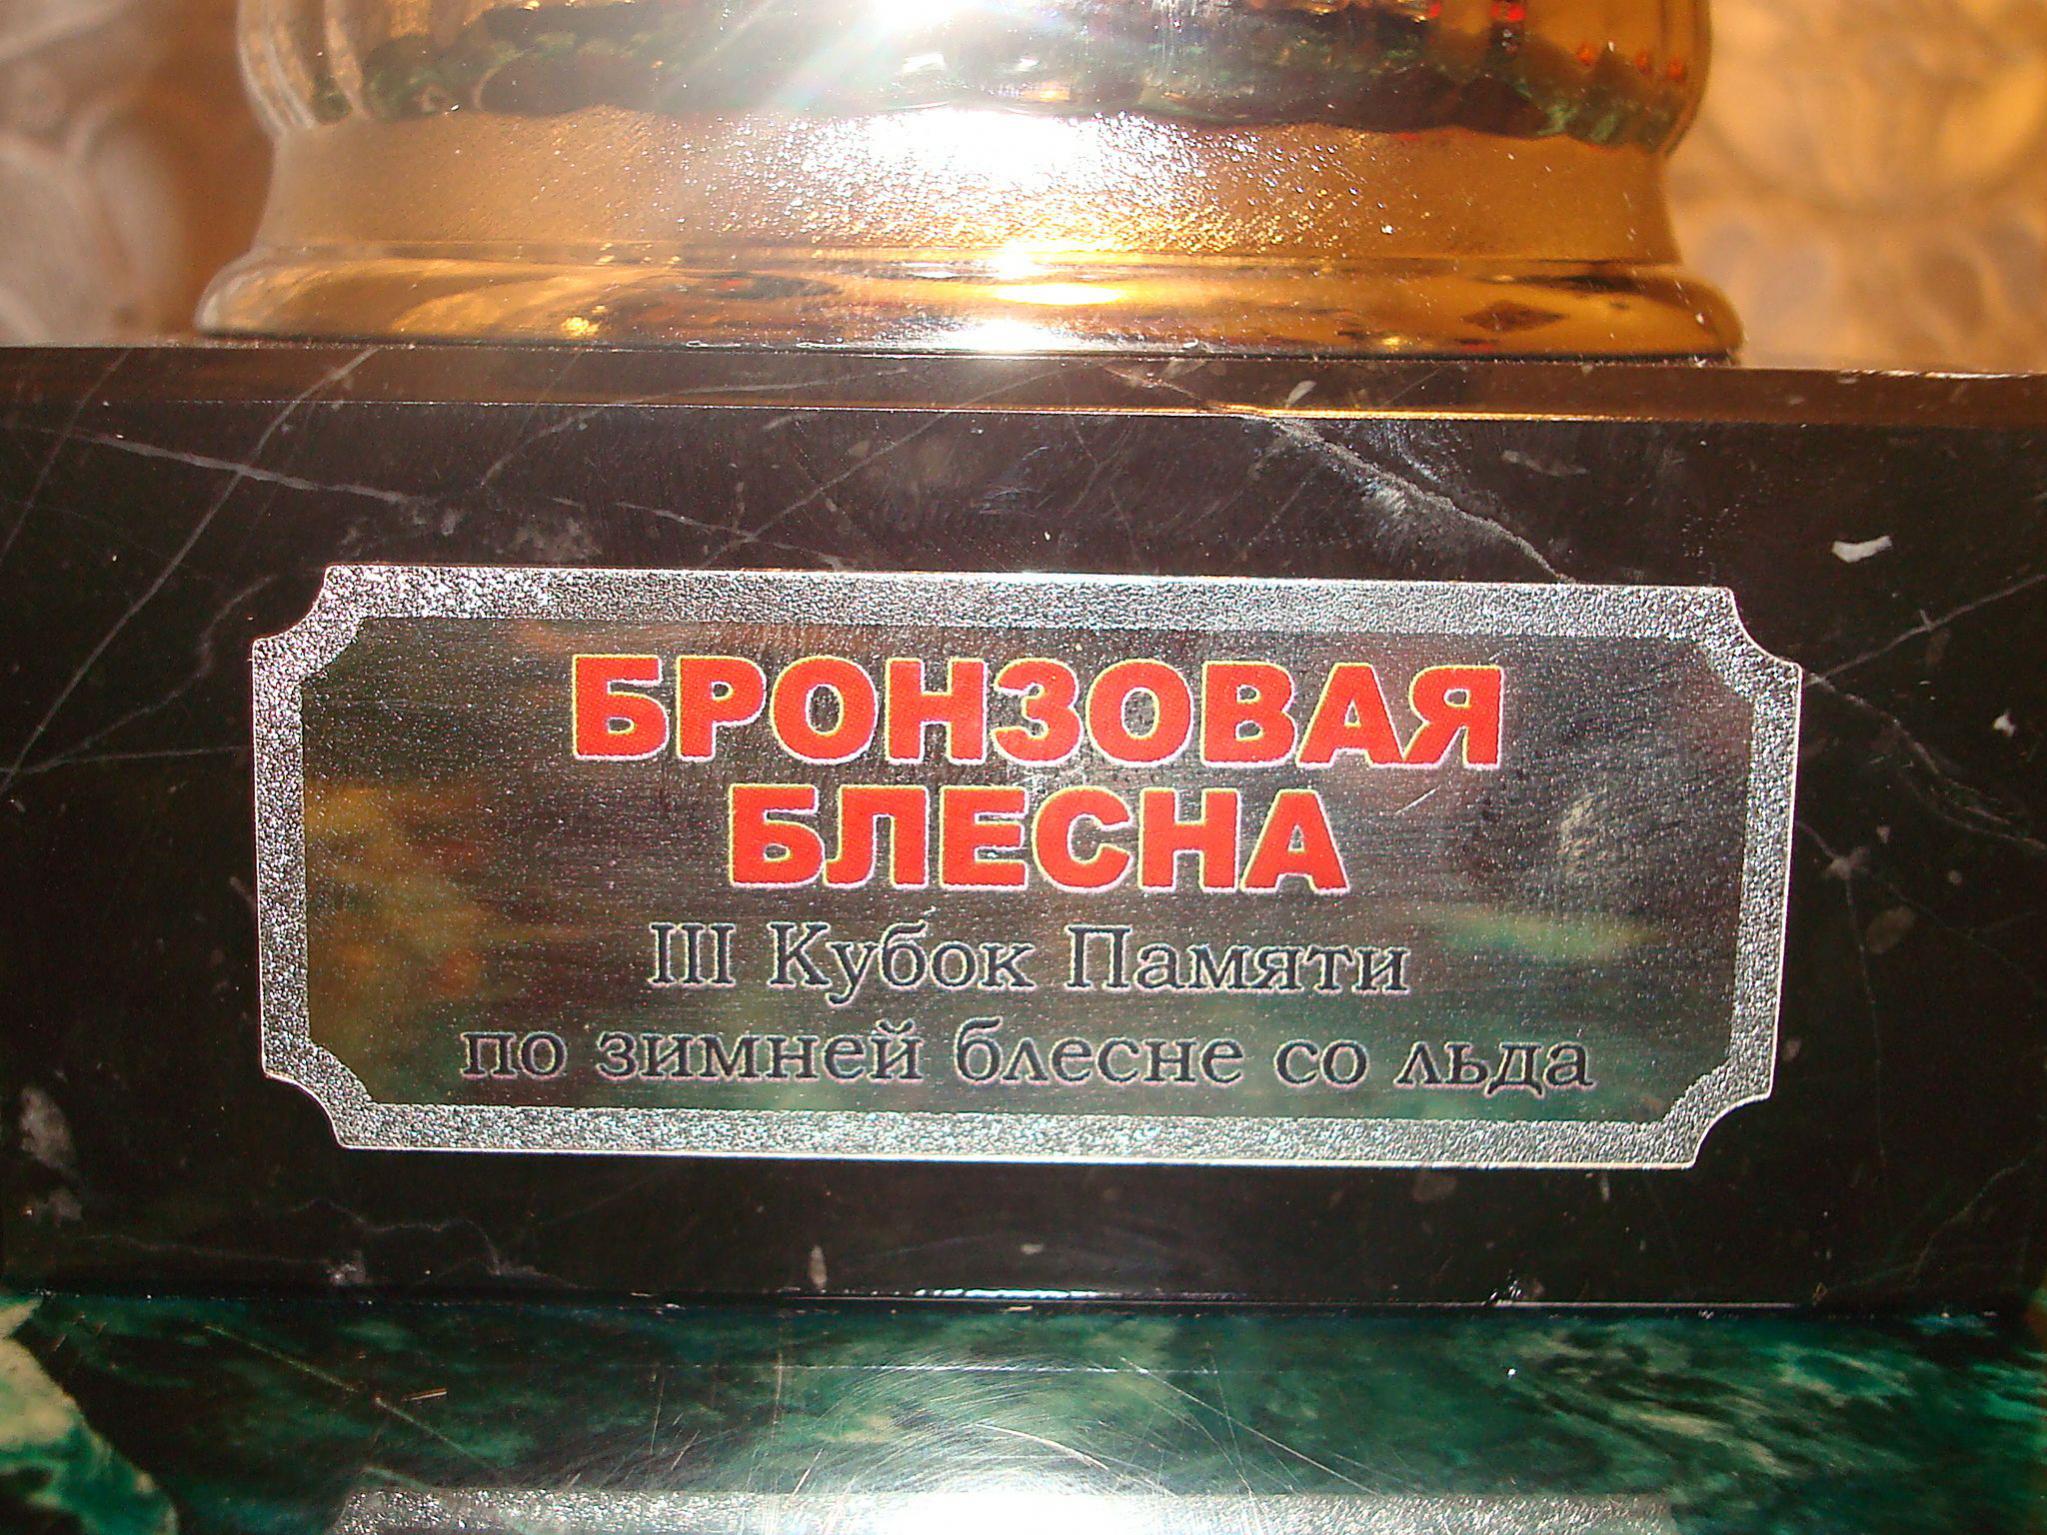 БРОНЗОВАЯ
БЛЕСНА
III Кубок Памяти
по зимней блесне со льда